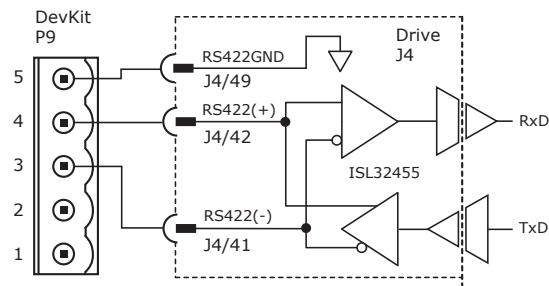 DevKit
P9
Drive
J4
5
RS422GND
J4/49
4
RS422(+)
J4/42
RxD
3
ISL32455
2
RS422(-)
TxD
1
J4/41